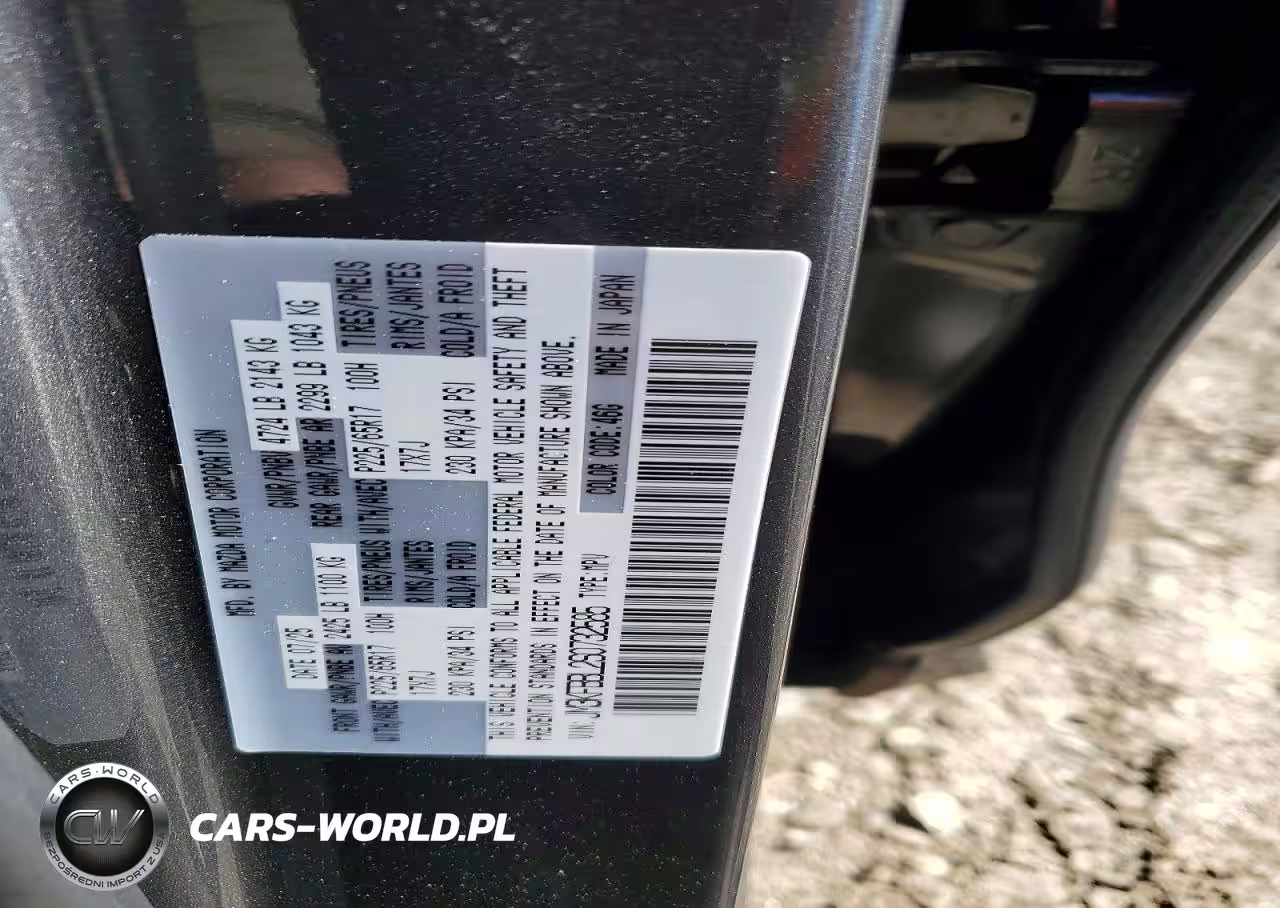 MFD. BY MAZDA MOTOR CORPORATION
DATE 07/25
GVWR/PNBV 4724 LB 2143 KG
FRONT GAWR/PNBE AV 2425 LB 1100 KG
REAR GAWR/PNBE AR 2299 LB 1043 KG
WITH/AVEC P225/65R17 100H TIRES/PNEUS WITH/AVEC P225/65R17 100H TIRES/PNEUS
17X7J RIMS/JANTES 17X7J RIMS/JANTES
230 KPA/34 PSI COLD/A FROID 230 KPA/34 PSI COLD/A FROID
THIS VEHICLE CONFORMS TO ALL APPLICABLE FEDERAL MOTOR VEHICLE SAFETY AND THEFT
PREVENTION STANDARDS IN EFFECT ON THE DATE OF MANUFACTURE SHOWN ABOVE.
VIN: TYPE:MPV
COLOR CODE:46G MADE IN JAPAN
CARS-WORLD
CW
BEZPOŚREDNI IMPORT Z USA
CARS-WORLD.PL